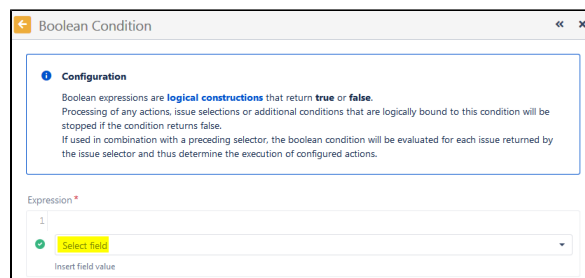 Boolean Condition
Configuration
Boolean expressions are logical constructions that return true or false.
Processing of any actions, issue selections or additional conditions that are logically bound to this condition will be
stopped if the condition returns false.
If used in combination with a preceding selector, the boolean condition will be evaluated for each issue returned by
the issue selector and thus determine the execution of configured actions.
Expression *
1
Select field
Insert field value